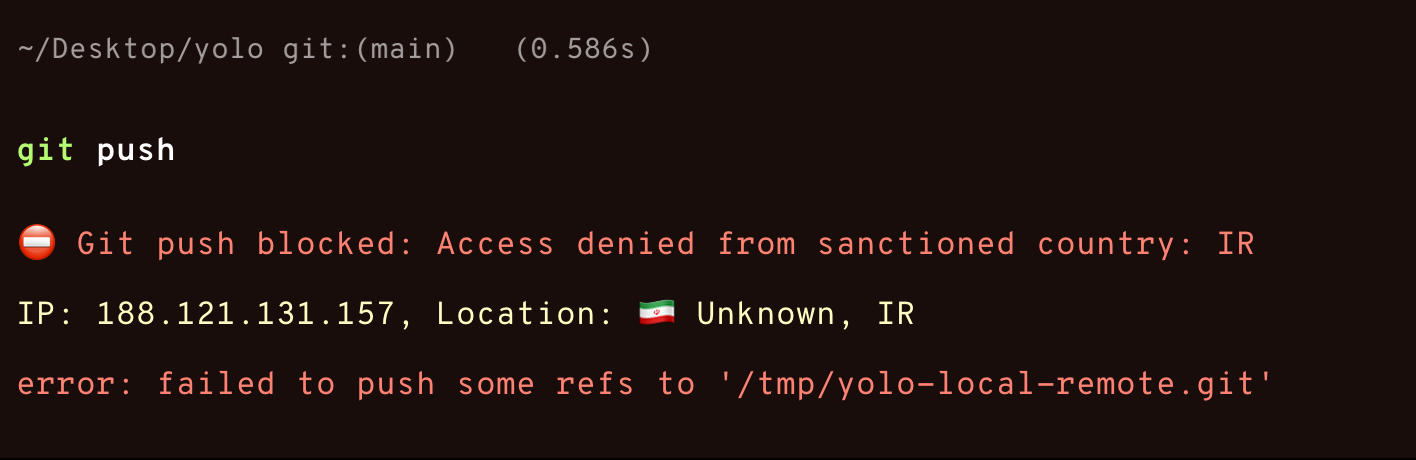 ~/Desktop/yolo git:(main) (0.586s)
git push
⛔ Git push blocked: Access denied from sanctioned country: IR
IP: 188.121.131.157, Location: 🇮🇷 Unknown, IR
error: failed to push some refs to '/tmp/yolo-local-remote.git'